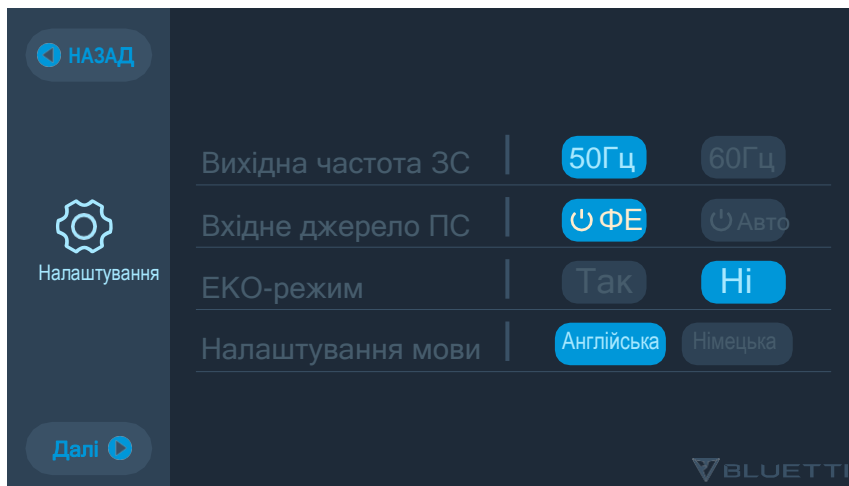 НАЗАД
Вихідна частота ЗС 50Гц 60Гц
Вхідне джерело ПС ФЕ Авто
ЕКО-режим Так Ні
Налаштування
Налаштування мови Англійська Німецька
Далі
BLUETTI